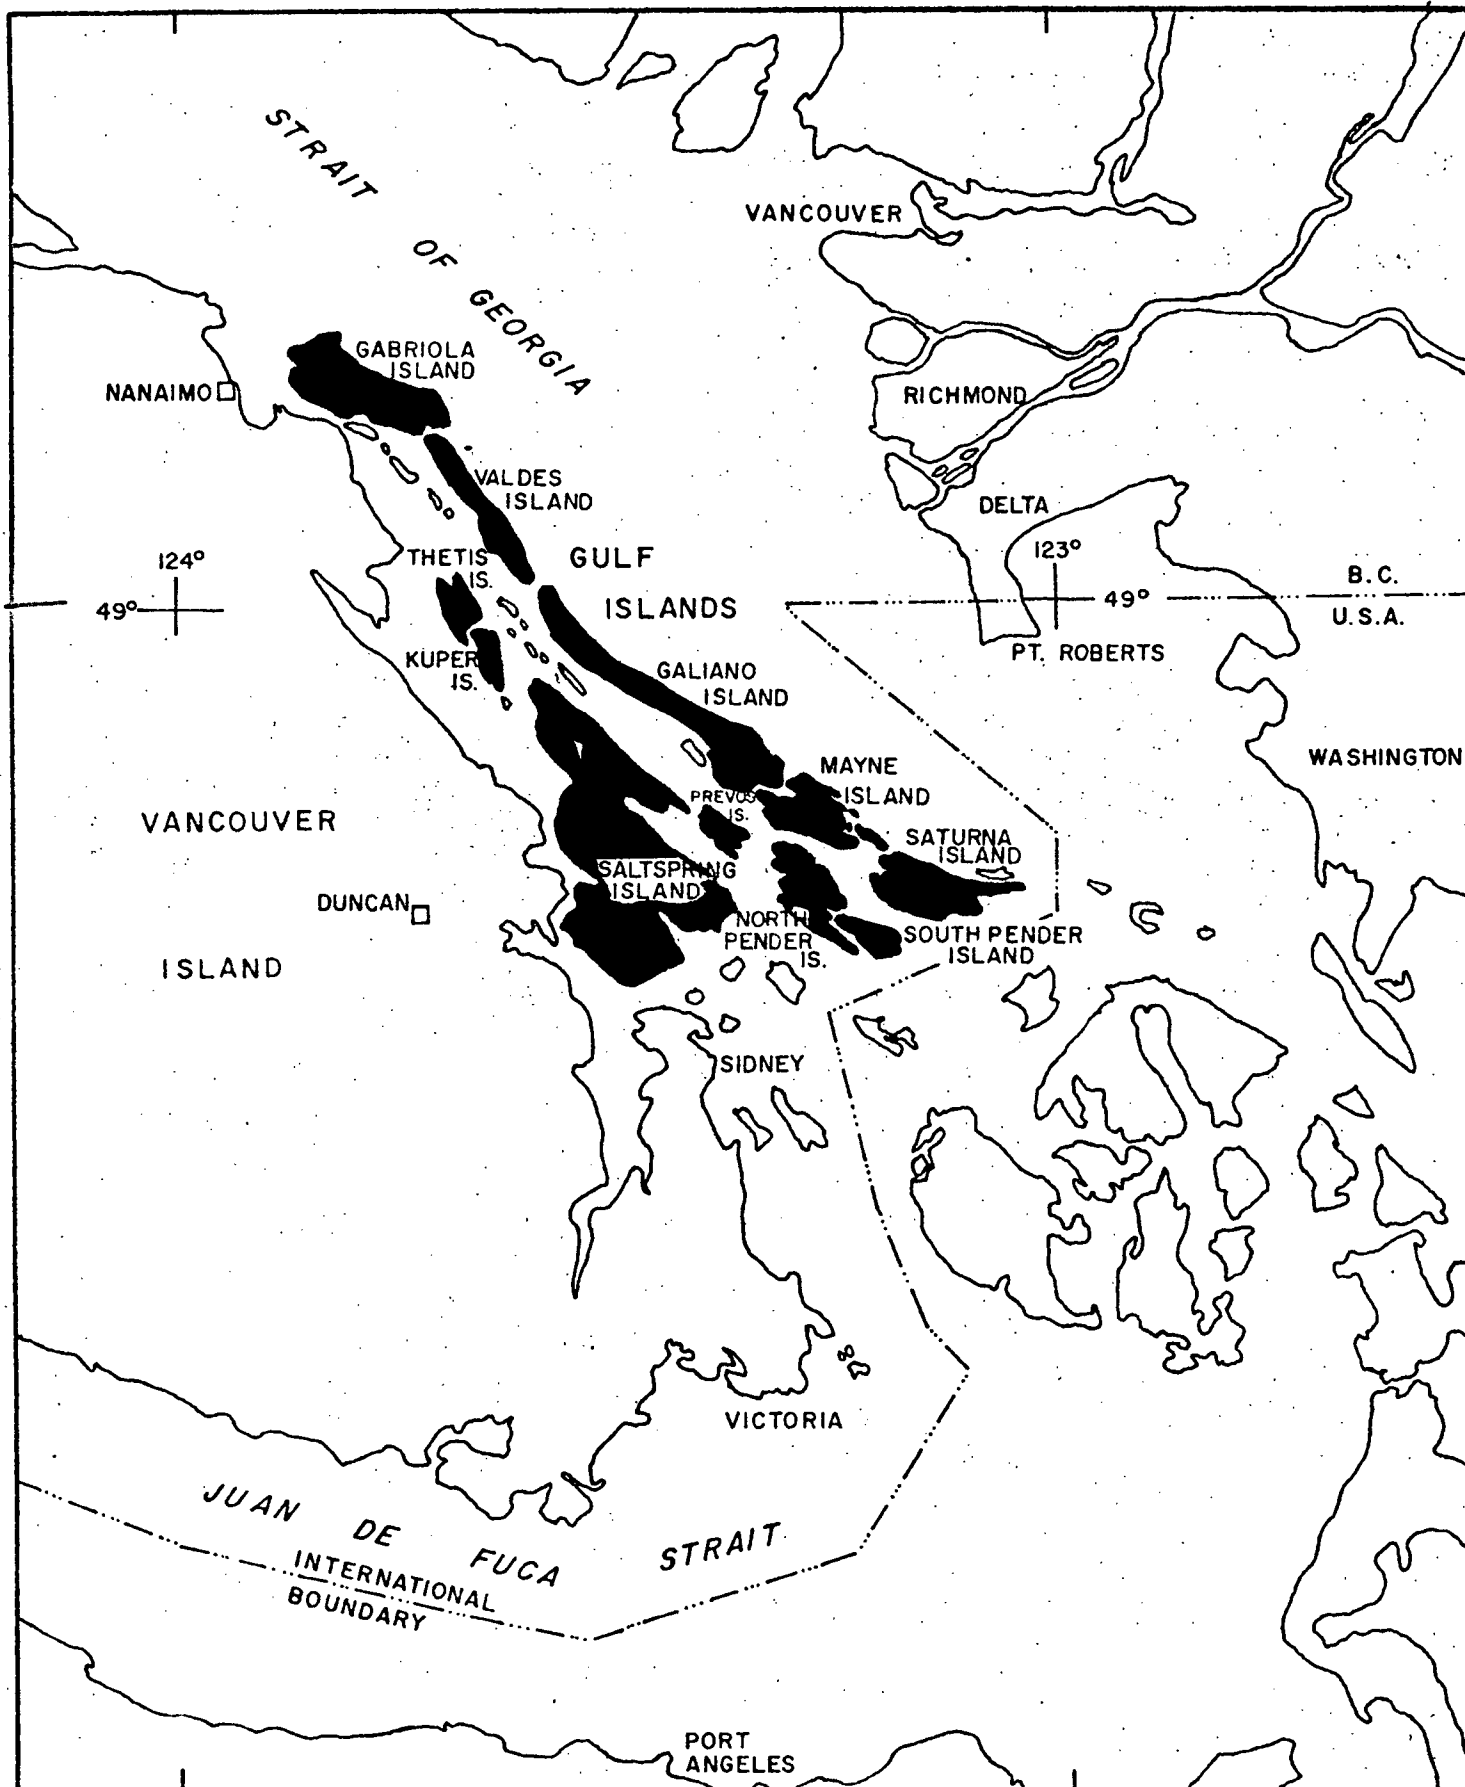 STRAIT
OF GEORGIA
VANCOUVER
GABRIOLA
ISLAND
NANAIMO
RICHMOND
VALDES
ISLAND
DELTA
THETIS
IS.
GULF
ISLANDS
124°
49°
123°
49°
B.C.
U.S.A.
PT. ROBERTS
KUPER
IS.
GALIANO
ISLAND
WASHINGTON
MAYNE
ISLAND
PREVOS
IS.
VANCOUVER
ISLAND
SATURNA
ISLAND
SALTSPRING
ISLAND
DUNCAN
NORTH
PENDER
IS.
SOUTH PENDER
ISLAND
SIDNEY
VICTORIA
JUAN DE FUCA STRAIT
INTERNATIONAL
BOUNDARY
PORT
ANGELES